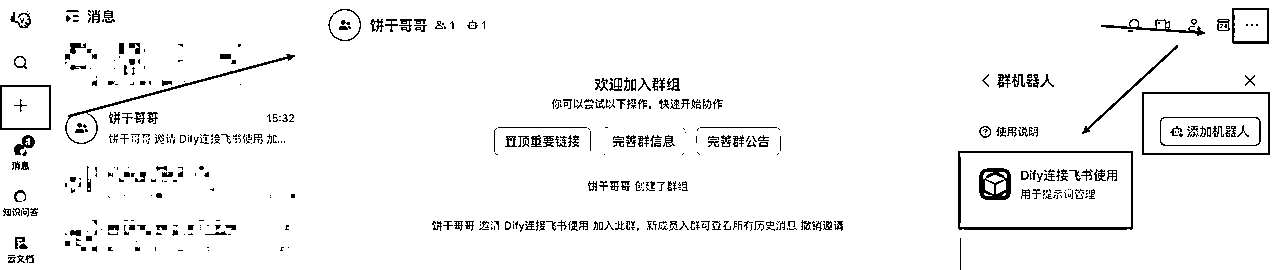 消息
饼干哥哥
15:32
饼干哥哥 邀请 Dify连接飞书使用 加...
4
消息
知识问答
云文档
饼干哥哥 1 1
欢迎加入群组
你可以尝试以下操作，快速开始协作
置顶重要链接
完善群信息
完善群公告
饼干哥哥 创建了群组
饼干哥哥 邀请 Dify连接飞书使用 加入此群，新成员入群可查看所有历史消息 撤销邀请
群机器人
使用说明
添加机器人
Dify连接飞书使用
用于提示词管理